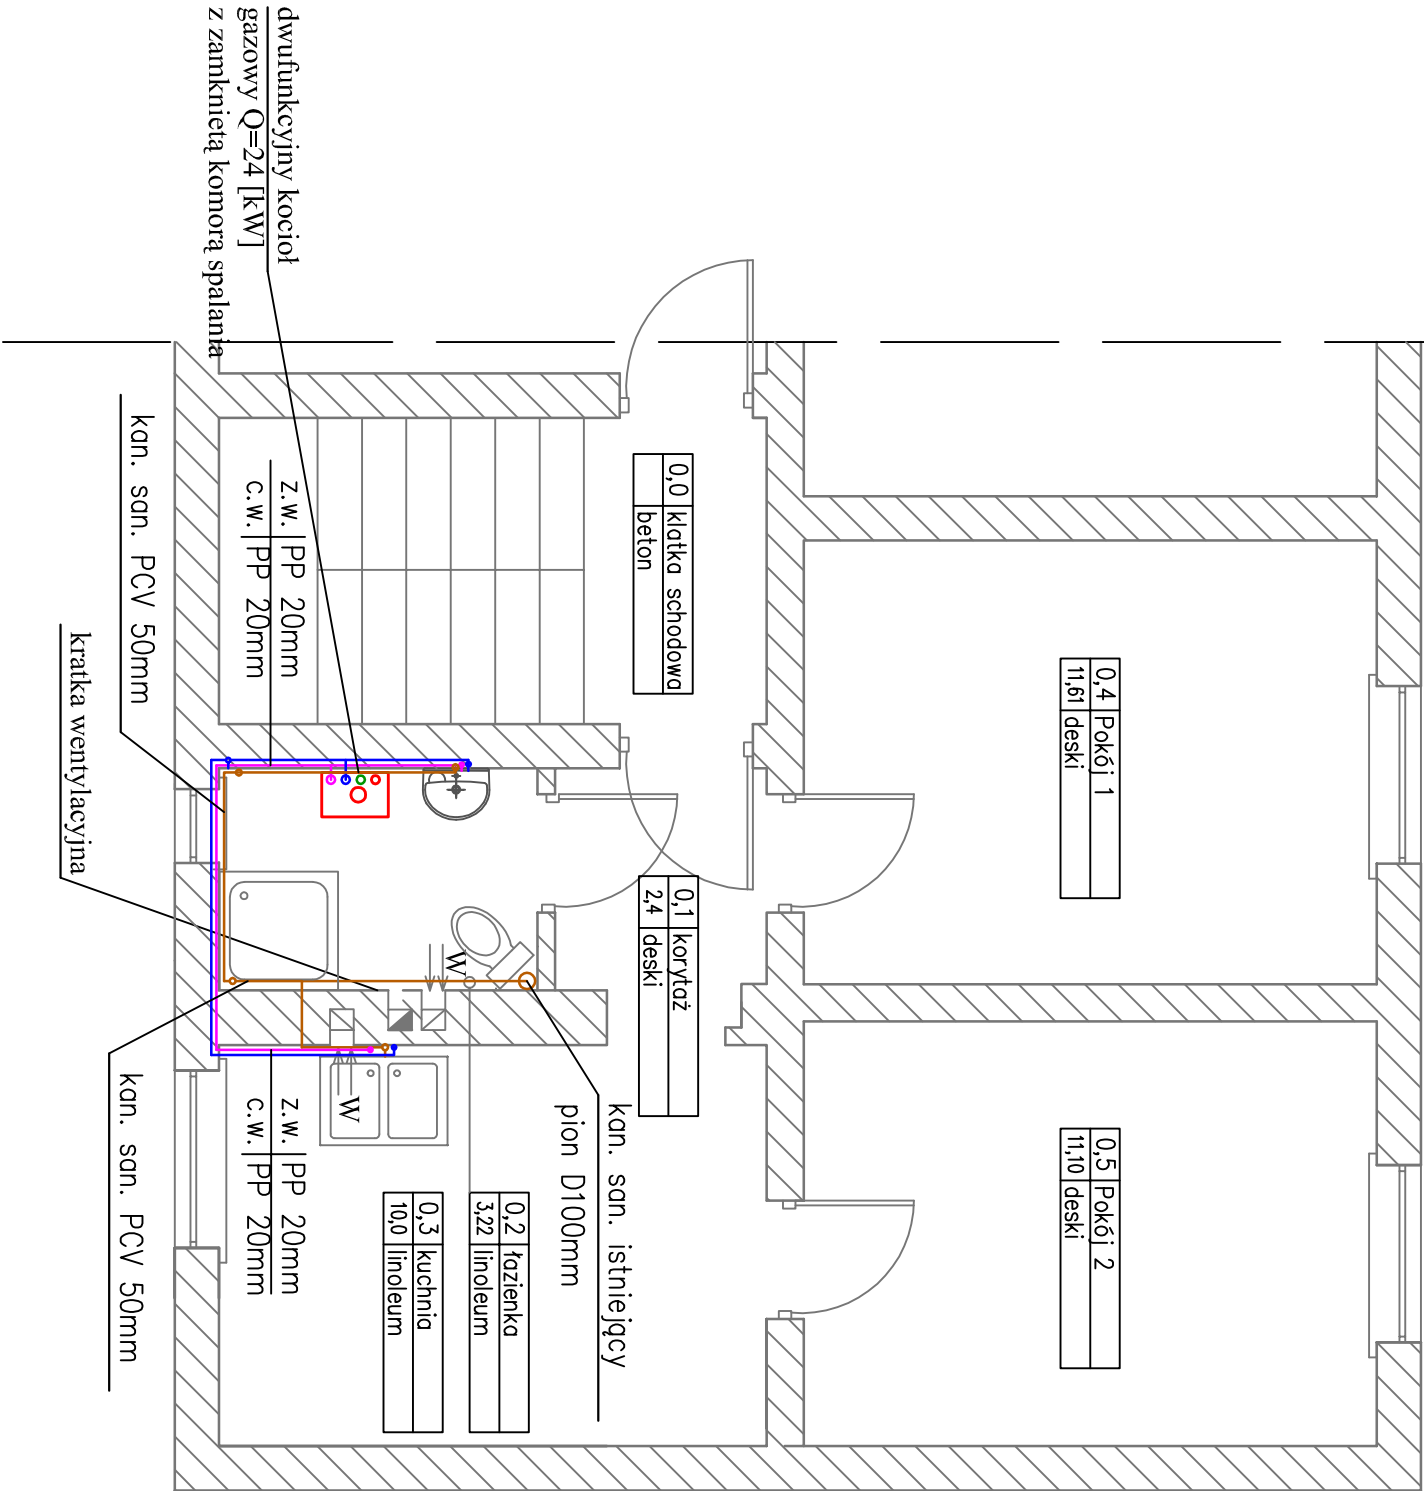 0,4 Pokój 1
11,61 deski
0,5 Pokój 2
11,10 deski
0,0 klatka schodowa
beton
0,1 korytaż
2,4 deski
kan. san. istniejący
pion D100mm
0,2 łazienka
3,22 linoleum
0,3 kuchnia
10,0 linoleum
W
W
dwufunkcyjny kocioł
gazowy Q=24 [kW]
z zamknietą komorą spalania
z.w. PP 20mm
c.w. PP 20mm
z.w. PP 20mm
c.w. PP 20mm
kan. san. PCV 50mm
kan. san. PCV 50mm
kratka wentylacyjna